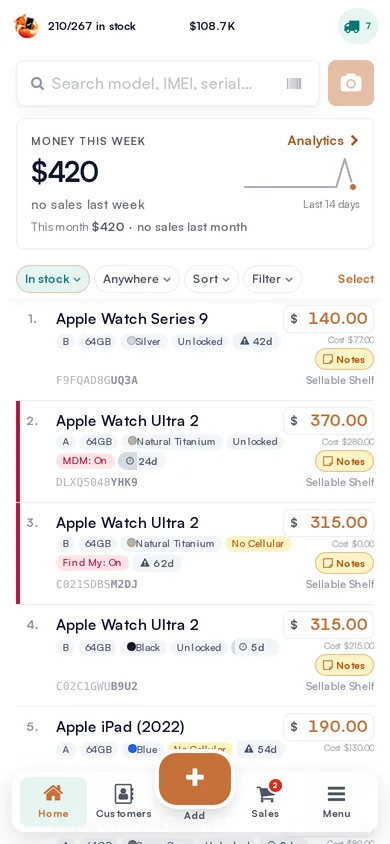 210/267 in stock
$108.7K
7
Search model, IMEI, serial...
MONEY THIS WEEK
Analytics
$420
no sales last week
Last 14 days
This month $420 · no sales last month
In stock
Anywhere
Sort
Filter
Select
1. Apple Watch Series 9 $ 140.00
B 64GB Silver Unlocked 42d Cost $77.00
Notes
F9FQAD8GUQ3A Sellable Shelf
2. Apple Watch Ultra 2 $ 370.00
A 64GB Natural Titanium Unlocked Cost $280.00
MDM: On 24d Notes
DLXQ5048YHK9 Sellable Shelf
3. Apple Watch Ultra 2 $ 315.00
B 64GB Natural Titanium No Cellular Cost $0.00
Find My: On 62d Notes
C021SDBSM2DJ Sellable Shelf
4. Apple Watch Ultra 2 $ 315.00
B 64GB Black Unlocked 5d Cost $215.00
Notes
C02C1GWUB9U2 Sellable Shelf
5. Apple iPad (2022) $ 190.00
A 64GB Blue No Cellular 54d Cost $130.00
Home
Customers
Add
2
Sales
Menu